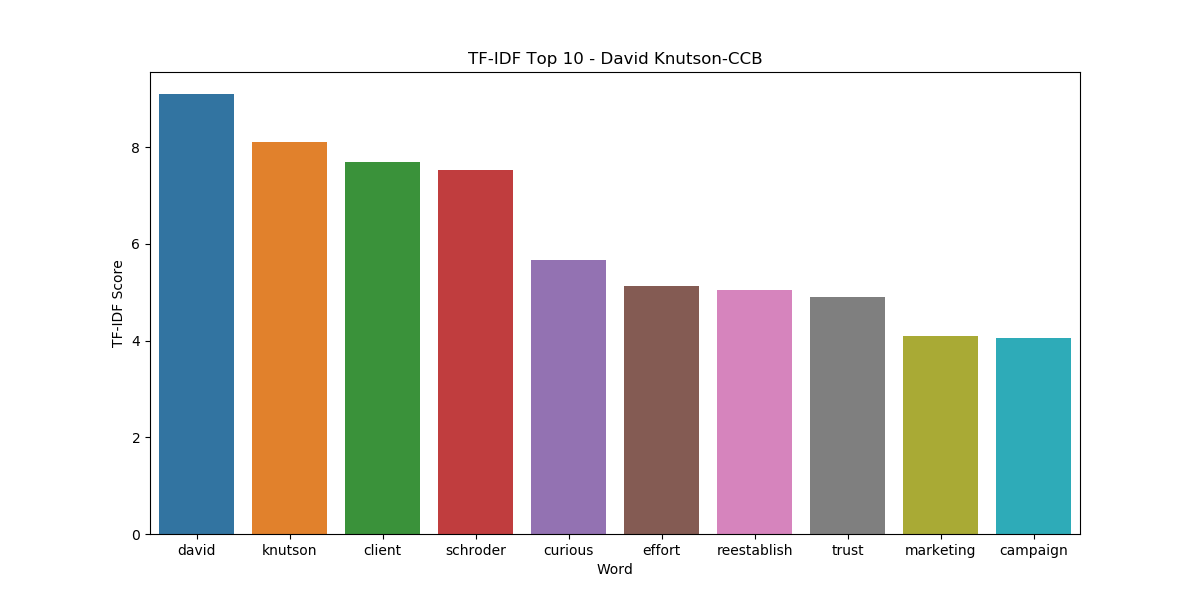 TF-IDF Top 10 - David Knutson-CCB
TF-IDF Score
8
6
4
2
0
david knutson client schroder curious effort reestablish trust marketing campaign
Word